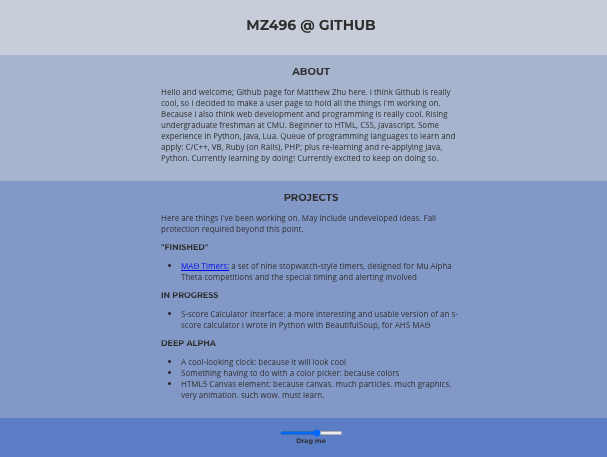 MZ496 @ GITHUB
ABOUT
Hello and welcome; Github page for Matthew Zhu here. I think Github is really
cool, so I decided to make a user page to hold all the things I'm working on.
Because I also think web development and programming is really cool. Rising
undergraduate freshman at CMU. Beginner to HTML, CSS, Javascript. Some
experience in Python, Java, Lua. Queue of programming languages to learn and
apply: C/C++, VB, Ruby (on Rails), PHP; plus re-learning and re-applying Java,
Python. Currently learning by doing! Currently excited to keep on doing so.
PROJECTS
Here are things I've been working on. May include undeveloped ideas. Fall
protection required beyond this point.
"FINISHED"
• MAΘ Timers: a set of nine stopwatch-style timers, designed for Mu Alpha
Theta competitions and the special timing and alerting involved
IN PROGRESS
• S-score Calculator interface: a more interesting and usable version of an s-
score calculator I wrote in Python with BeautifulSoup, for AHS MAΘ
DEEP ALPHA
• A cool-looking clock: because it will look cool
• Something having to do with a color picker: because colors
• HTML5 Canvas element: because canvas. much particles. much graphics.
very animation. such wow. must learn.
Drag me